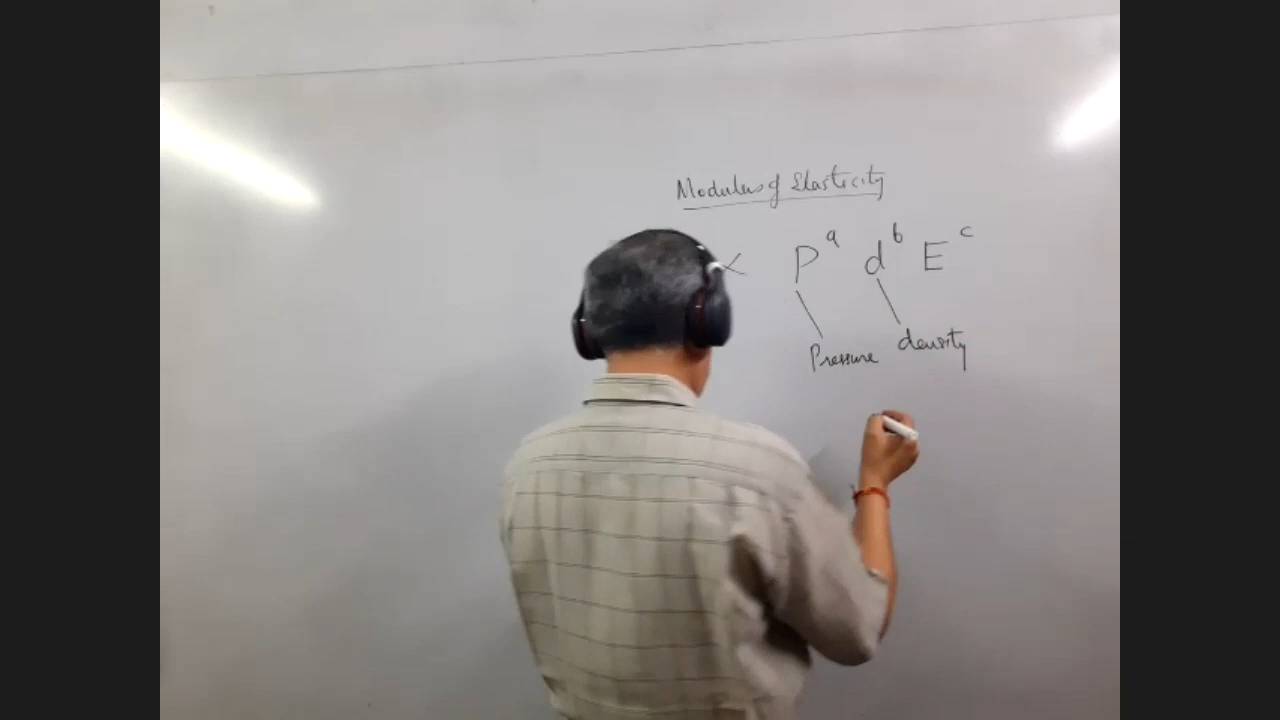 Modulus of Elasticity
∝ P^a d^b E^c
Pressure density